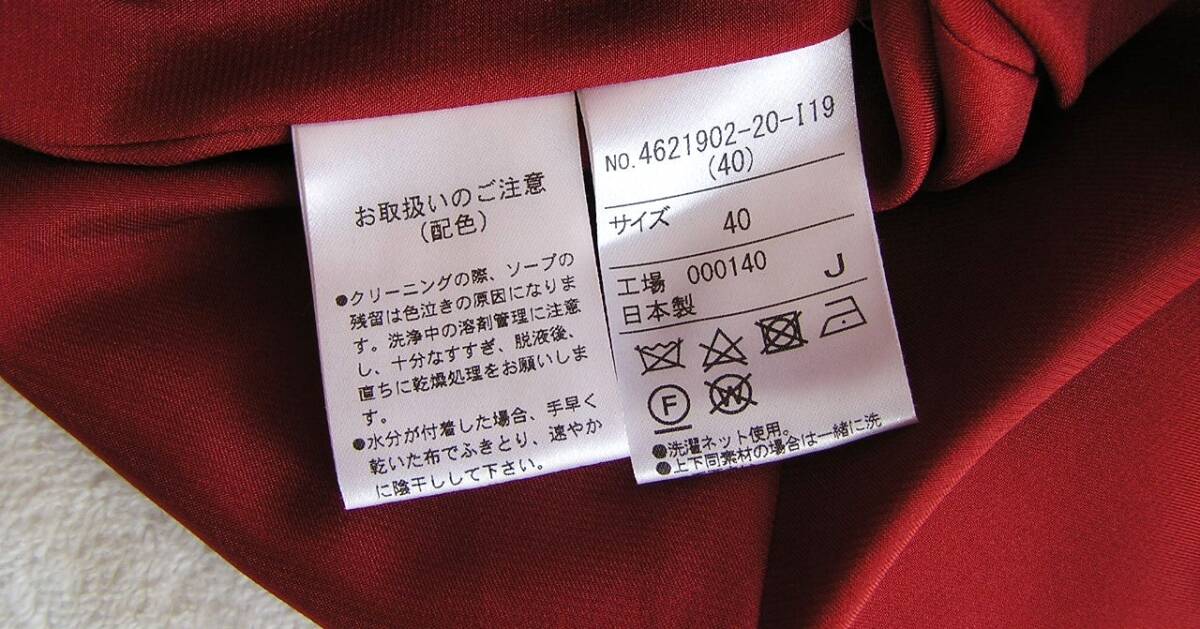 お取扱いのご注意
(配色)
●クリーニングの際、ソープの
残留は色泣きの原因になりま
す。洗浄中の溶剤管理に注意
し、十分なすすぎ、脱液後、
直ちに乾燥処理をお願いしま
す。
●水分が付着した場合、手早く
乾いた布でふきとり、速やか
に陰干しして下さい。
NO.4621902-20-I19
(40)
サイズ 40
工場 000140 J
日本製
F W
●洗濯ネット使用。
●上下同素材の場合は一緒に洗